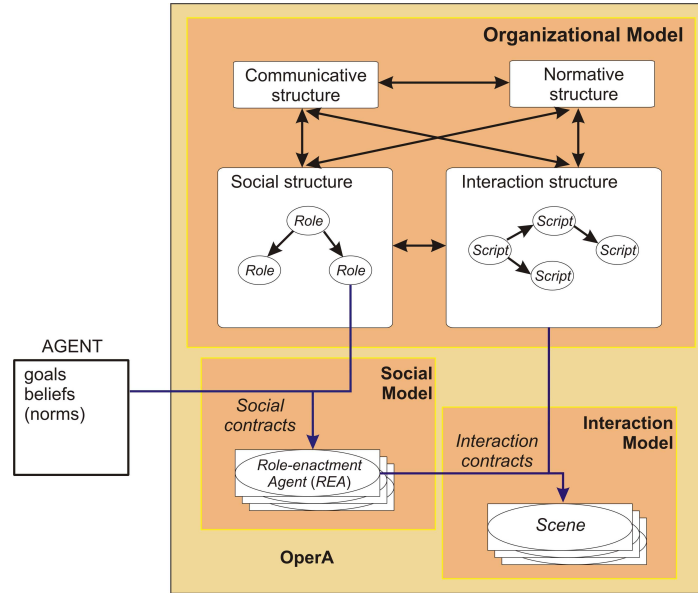 Organizational Model
Communicative
structure
Normative
structure
Social structure
Interaction structure
Role
Role
Role
Script
Script
Script
Script
AGENT
goals
beliefs
(norms)
Social
Model
Social
contracts
Role-enactment
Agent (REA)
Interaction
Model
Interaction
contracts
Scene
OperA